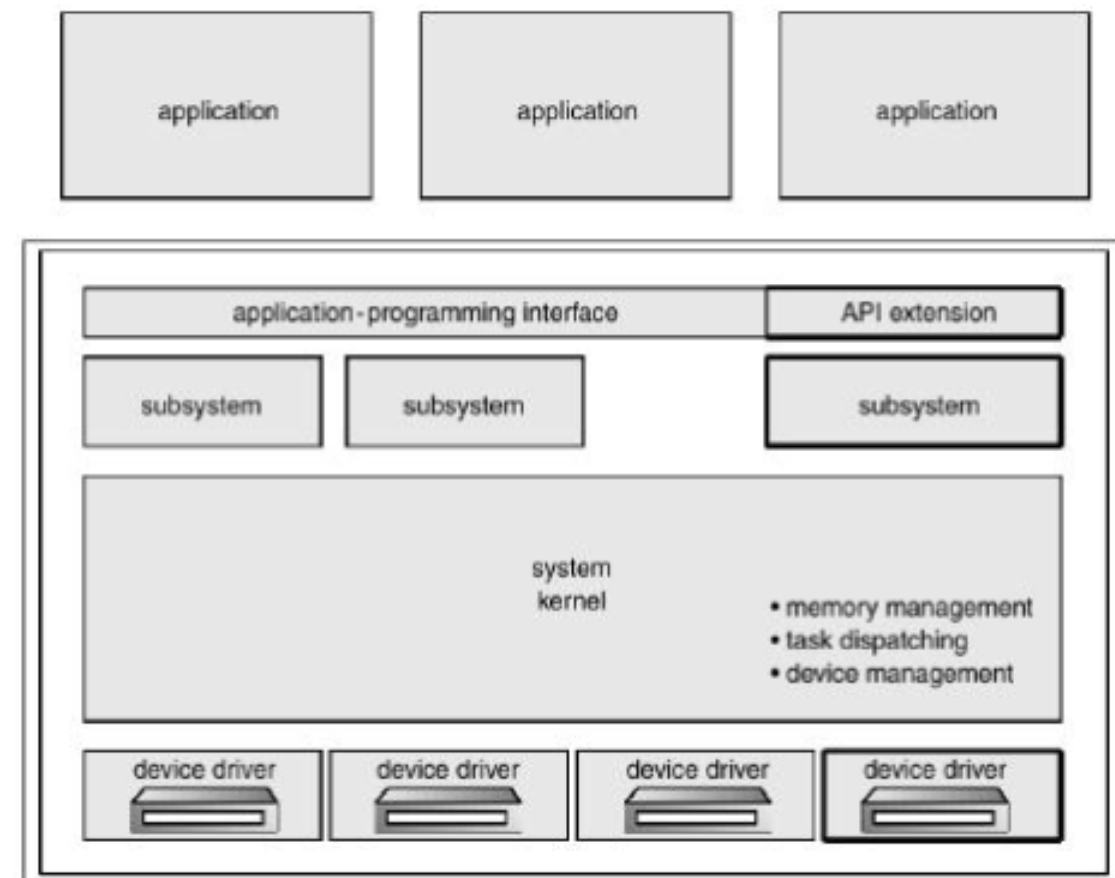 application
application
application
application-programming interface
API extension
subsystem
subsystem
subsystem
system
kernel
• memory management
• task dispatching
• device management
device driver
device driver
device driver
device driver